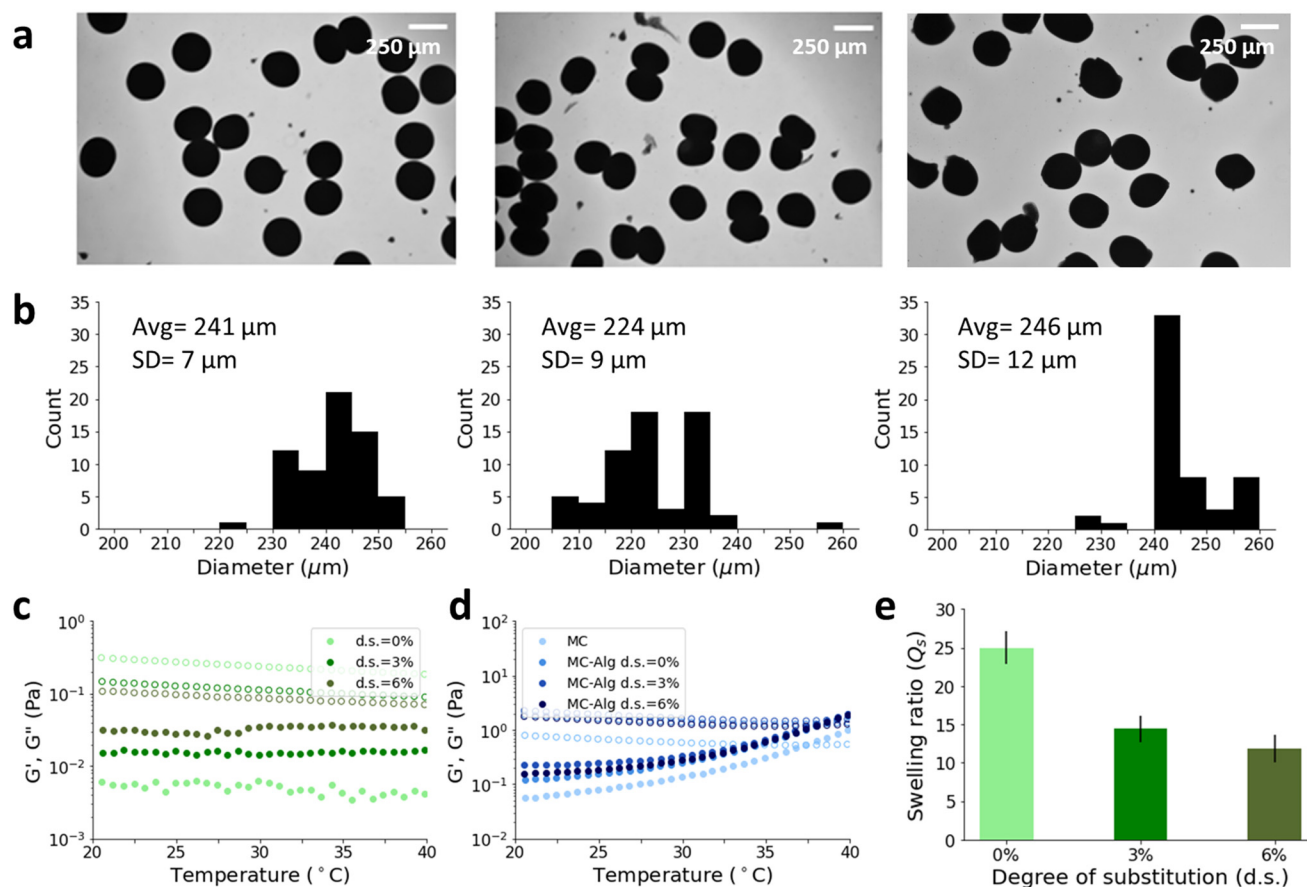 a
250 μm
250 μm
250 μm
b
35
30
25
20
15
10
5
0
Count
Avg= 241 μm
SD= 7 μm
200 210 220 230 240 250 260
Diameter (μm)
35
30
25
20
15
10
5
0
Count
Avg= 224 μm
SD= 9 μm
200 210 220 230 240 250 260
Diameter (μm)
35
30
25
20
15
10
5
0
Count
Avg= 246 μm
SD= 12 μm
200 210 220 230 240 250 260
Diameter (μm)
c
10⁰
10⁻¹
10⁻²
10⁻³
G', G" (Pa)
d.s.=0%
d.s.=3%
d.s.=6%
20 25 30 35 40
Temperature (°C)
d
10²
10¹
10⁰
10⁻¹
10⁻²
G', G" (Pa)
MC
MC-Alg d.s.=0%
MC-Alg d.s.=3%
MC-Alg d.s.=6%
20 25 30 35 40
Temperature (°C)
e
30
25
20
15
10
5
0
Swelling ratio (Qₛ)
0% 3% 6%
Degree of substitution (d.s.)